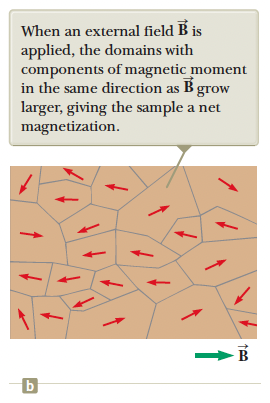 When an external field B⃗ is
applied, the domains with
components of magnetic moment
in the same direction as B⃗ grow
larger, giving the sample a net
magnetization.
B⃗
b